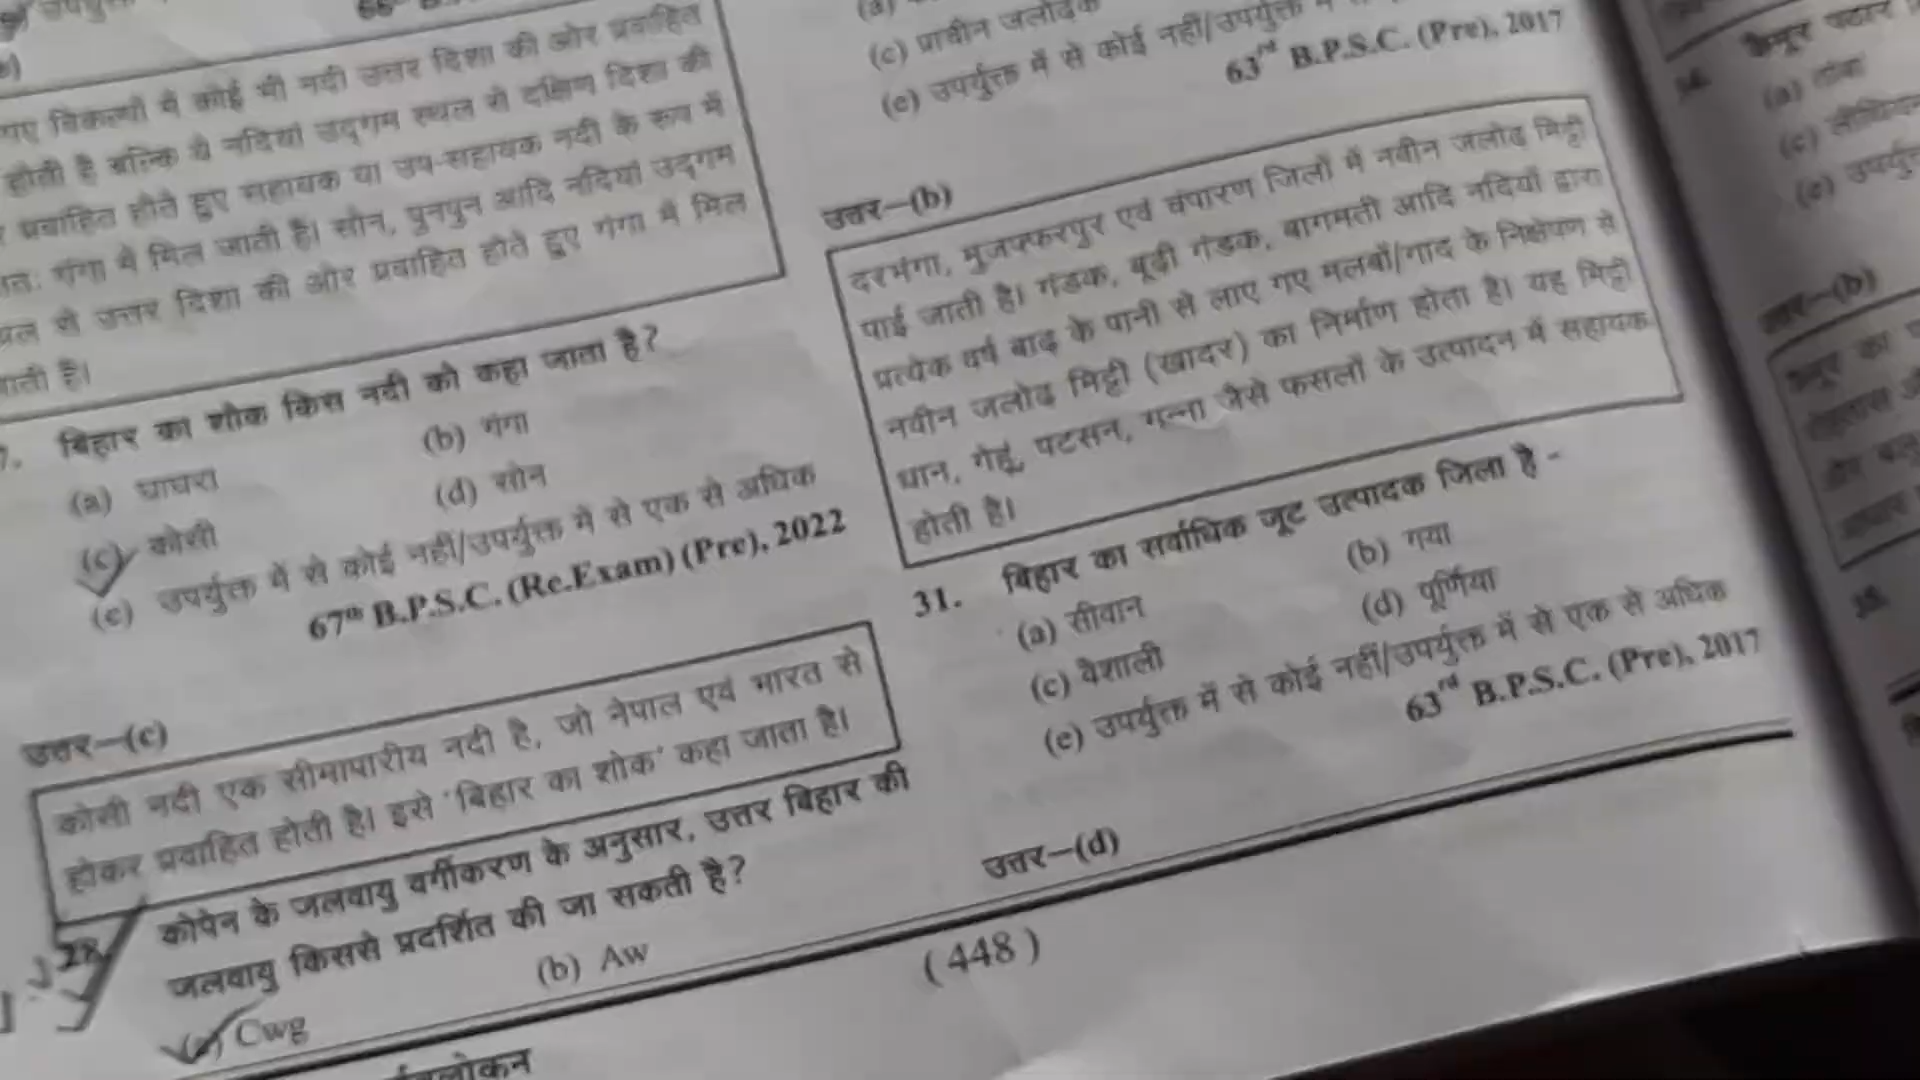 गए विकल्पों में कोई भी नदी उत्तर दिशा की ओर प्रवाहित
होती है बल्कि ये नदियां उद्गम स्थल से दक्षिण दिशा की
प्रवाहित होते हुए सहायक या उप-सहायक नदी के रूप में
गंगा में मिल जाती है। सोन, पुनपुन आदि नदियां उद्गम
से उत्तर दिशा की ओर प्रवाहित होते हुए गंगा में मिल
जाती है।
7. बिहार का शोक किस नदी को कहा जाता है?
(a) घाघरा (b) गंगा
(c) कोसी (d) सोन
(e) उपर्युक्त में से कोई नहीं/उपर्युक्त में से एक से अधिक
67th B.P.S.C. (Re.Exam) (Pre), 2022
उत्तर—(c)
कोसी नदी एक सीमापारीय नदी है, जो नेपाल एवं भारत से
होकर प्रवाहित होती है। इसे 'बिहार का शोक' कहा जाता है।
28. कोपेन के जलवायु वर्गीकरण के अनुसार, उत्तर बिहार की
जलवायु किससे प्रदर्शित की जा सकती है?
(a) Cwg (b) Aw
(c) प्राचीन जलोढ़क
(e) उपर्युक्त में से कोई नहीं/उपर्युक्त में से
63rd B.P.S.C. (Pre), 2017
उत्तर—(b)
दरभंगा, मुजफ्फरपुर एवं चंपारण जिलों में नवीन जलोढ़ मिट्टी
पाई जाती है। गंडक, बूढ़ी गंडक, बागमती आदि नदियों द्वारा
प्रत्येक वर्ष बाढ़ के पानी से लाए गए मलबों/गाद के निक्षेपण से
नवीन जलोढ़ मिट्टी (खादर) का निर्माण होता है। यह मिट्टी
धान, गेहूं, पटसन, गन्ना जैसे फसलों के उत्पादन में सहायक
होती है।
31. बिहार का सर्वाधिक जूट उत्पादक जिला है -
(a) सीवान (b) गया
(c) वैशाली (d) पूर्णिया
(e) उपर्युक्त में से कोई नहीं/उपर्युक्त में से एक से अधिक
63rd B.P.S.C. (Pre), 2017
उत्तर—(d)
(448)